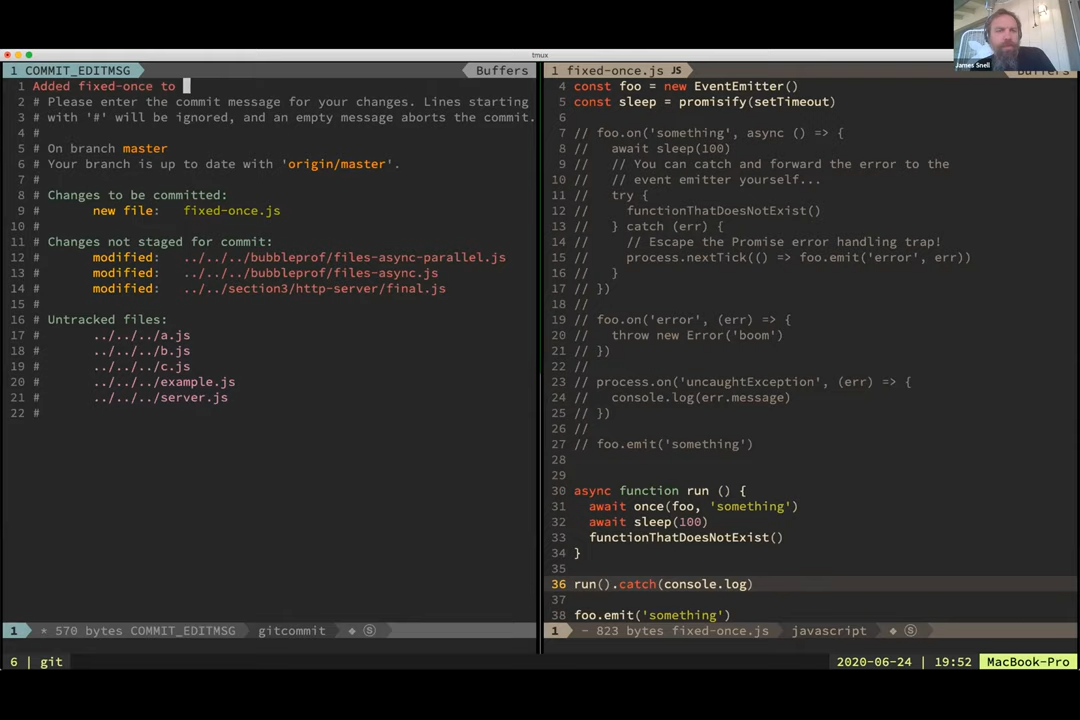 tmux
James Snell
1 COMMIT_EDITMSG
Buffers
1 Added fixed-once to
2 # Please enter the commit message for your changes. Lines starting
3 # with '#' will be ignored, and an empty message aborts the commit.
4 #
5 # On branch master
6 # Your branch is up to date with 'origin/master'.
7 #
8 # Changes to be committed:
9 #       new file:   fixed-once.js
10 #
11 # Changes not staged for commit:
12 #       modified:   ../../../bubbleprof/files-async-parallel.js
13 #       modified:   ../../../bubbleprof/files-async.js
14 #       modified:   ../../section3/http-server/final.js
15 #
16 # Untracked files:
17 #       ../../../a.js
18 #       ../../../b.js
19 #       ../../../c.js
20 #       ../../../example.js
21 #       ../../../server.js
22 #
1 * 570 bytes COMMIT_EDITMSG
gitcommit
1 fixed-once.js JS
Buffers
4 const foo = new EventEmitter()
5 const sleep = promisify(setTimeout)
6
7 // foo.on('something', async () => {
8 //   await sleep(100)
9 //   // You can catch and forward the error to the
10 //   // event emitter yourself...
11 //   try {
12 //     functionThatDoesNotExist()
13 //   } catch (err) {
14 //     // Escape the Promise error handling trap!
15 //     process.nextTick(() => foo.emit('error', err))
16 //   }
17 // })
18 //
19 // foo.on('error', (err) => {
20 //   throw new Error('boom')
21 // })
22 //
23 // process.on('uncaughtException', (err) => {
24 //   console.log(err.message)
25 // })
26 //
27 // foo.emit('something')
28
29
30 async function run () {
31   await once(foo, 'something')
32   await sleep(100)
33   functionThatDoesNotExist()
34 }
35
36 run().catch(console.log)
37
38 foo.emit('something')
1 - 823 bytes fixed-once.js
javascript
6 | git
2020-06-24 | 19:52
MacBook-Pro